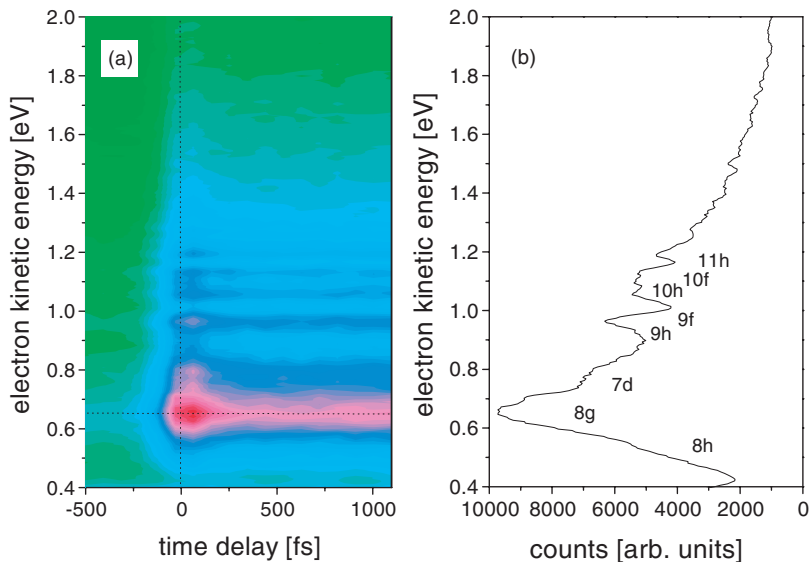 (a)
2.0
1.8
1.6
1.4
1.2
1.0
0.8
0.6
0.4
electron kinetic energy [eV]
-500
0
500
1000
time delay [fs]
(b)
2.0
1.8
1.6
1.4
1.2
1.0
0.8
0.6
0.4
electron kinetic energy [eV]
11h
10f
10h
9f
9h
7d
8g
8h
10000
8000
6000
4000
2000
0
counts [arb. units]